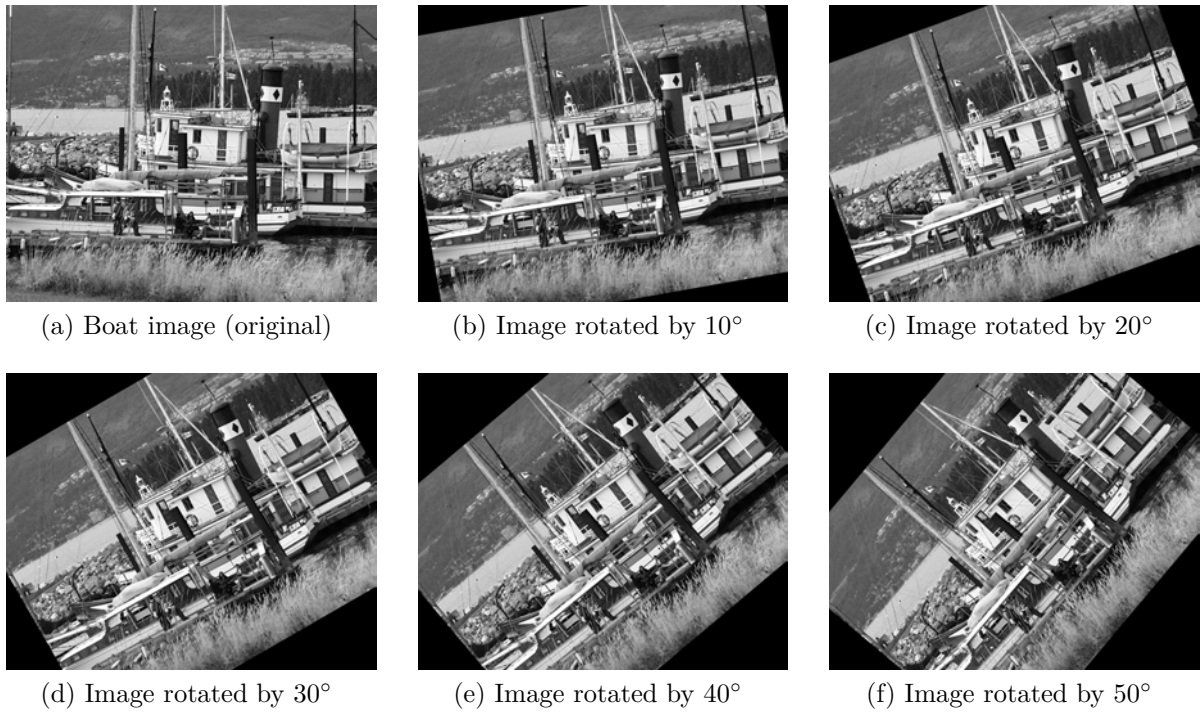 (a) Boat image (original)
(b) Image rotated by 10°
(c) Image rotated by 20°
(d) Image rotated by 30°
(e) Image rotated by 40°
(f) Image rotated by 50°